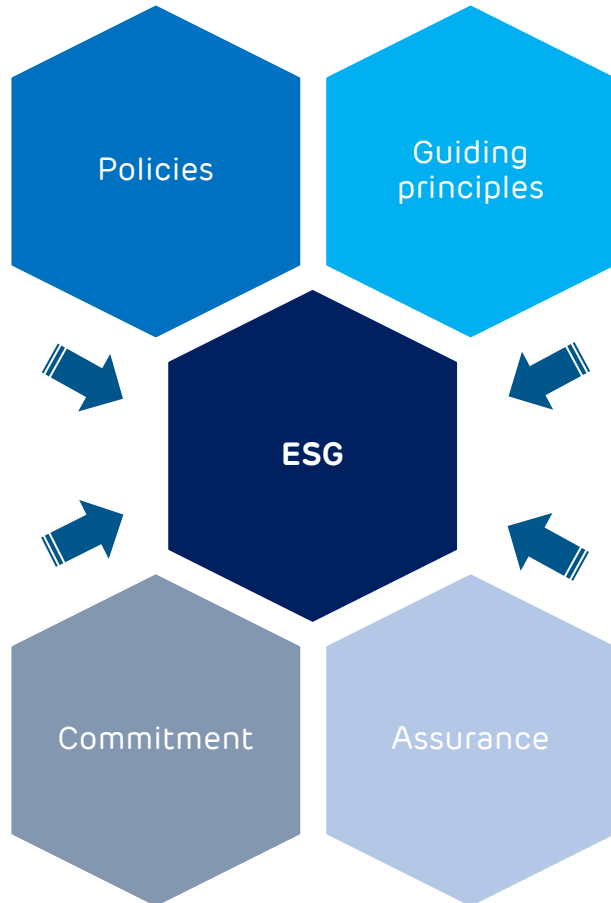 Policies
Guiding
principles
ESG
Commitment
Assurance